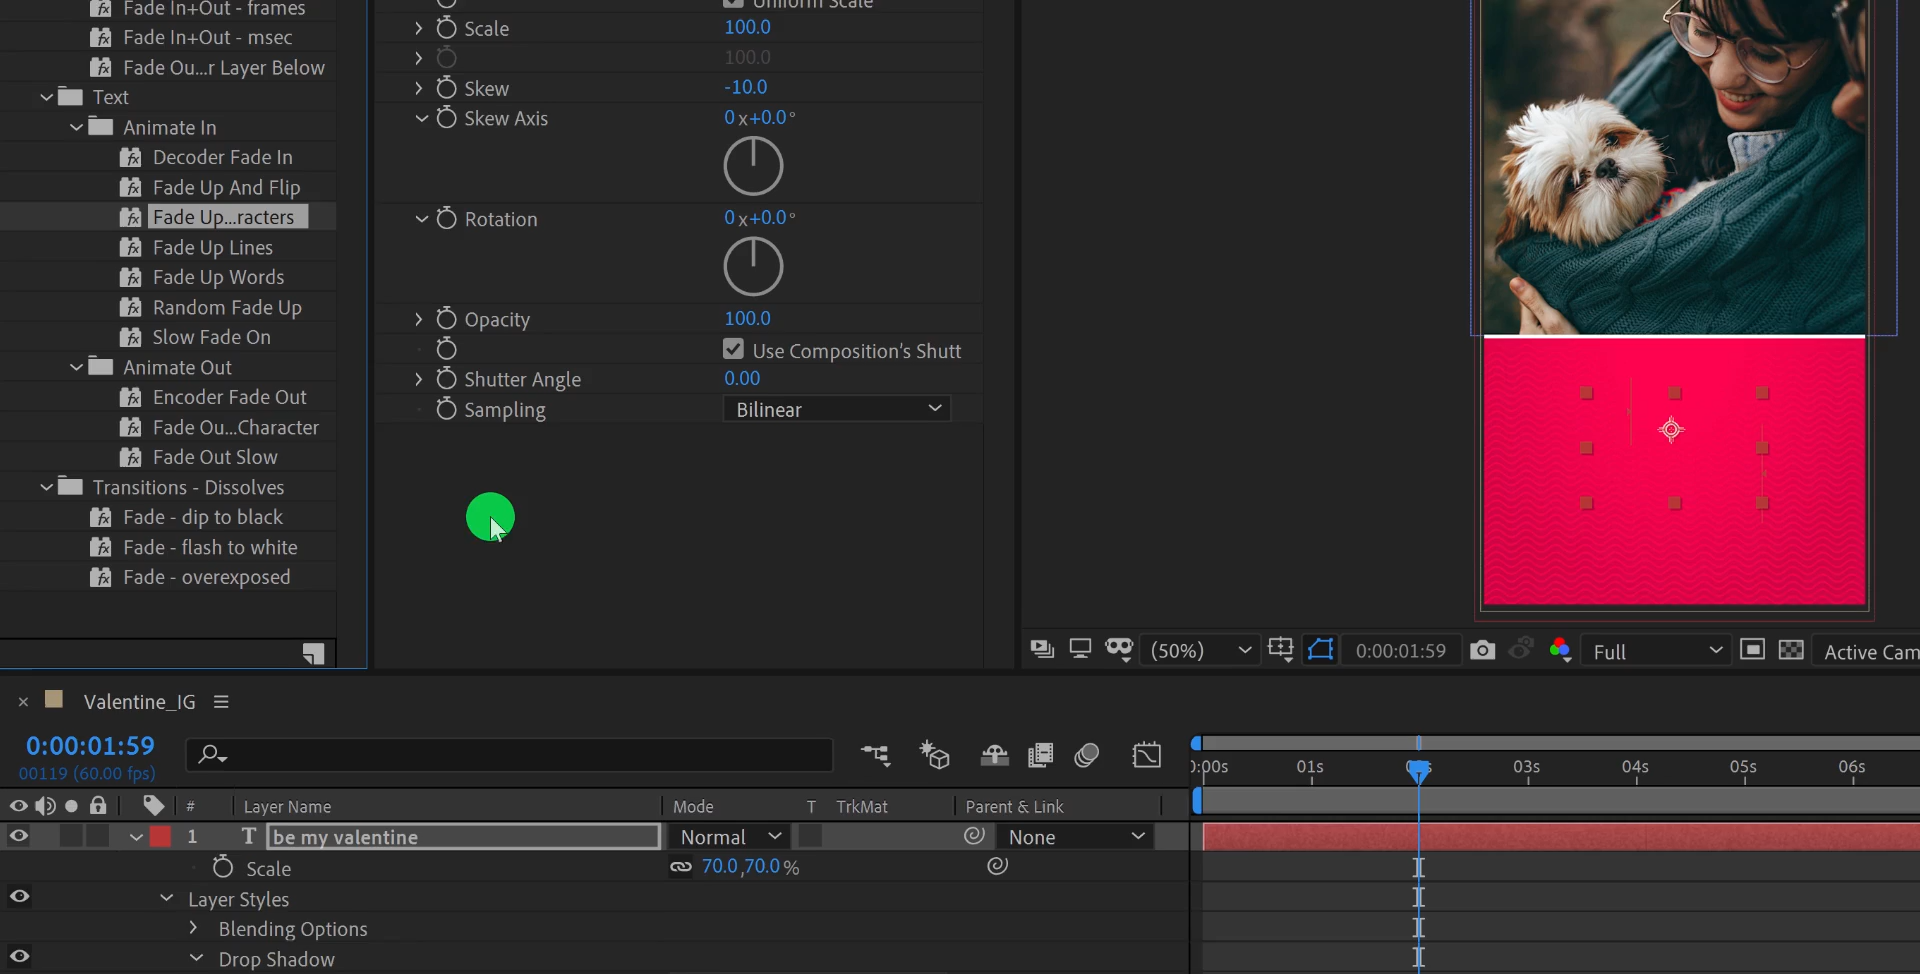 Fade In+Out - frames
Fade In+Out - msec
Fade Ou...r Layer Below
Text
Animate In
Decoder Fade In
Fade Up And Flip
Fade Up...racters
Fade Up Lines
Fade Up Words
Random Fade Up
Slow Fade On
Animate Out
Encoder Fade Out
Fade Ou...Character
Fade Out Slow
Transitions - Dissolves
Fade - dip to black
Fade - flash to white
Fade - overexposed
Uniform Scale
Scale 100.0
100.0
Skew -10.0
Skew Axis 0x+0.0°
Rotation 0x+0.0°
Opacity 100.0
Use Composition's Shutt
Shutter Angle 0.00
Sampling Bilinear
(50%) 0:00:01:59 Full Active Cam
Valentine_IG
0:00:01:59
00119 (60.00 fps)
0:00s 01s 03s 04s 05s 06s
# Layer Name Mode T TrkMat Parent & Link
1 T be my valentine Normal None
Scale 70.0,70.0%
Layer Styles
Blending Options
Drop Shadow